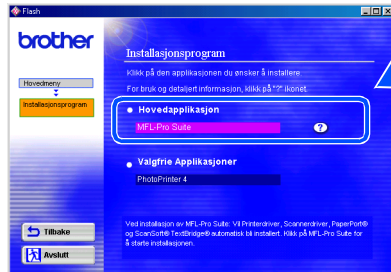 Flash
brother
Installasjonsprogram
Klikk på den applikasjonen du ønsker å installere
For bruk og detaljert informasjon, klikk på "?" ikonet.
Hovedmeny
Installasjonsprogram
Hovedapplikasjon
MFL-Pro Suite
?
Valgfrie Applikasjoner
PhotoPrinter 4
Ved installasjon av MFL-Pro Suite: Vil Printerdriver, Scannerdriver, PaperPort®
og ScanSoft® TextBridge® automatisk bli installert. Klikk på MFL-Pro Suite for
å starte installasjonen.
Tilbake
Avslutt